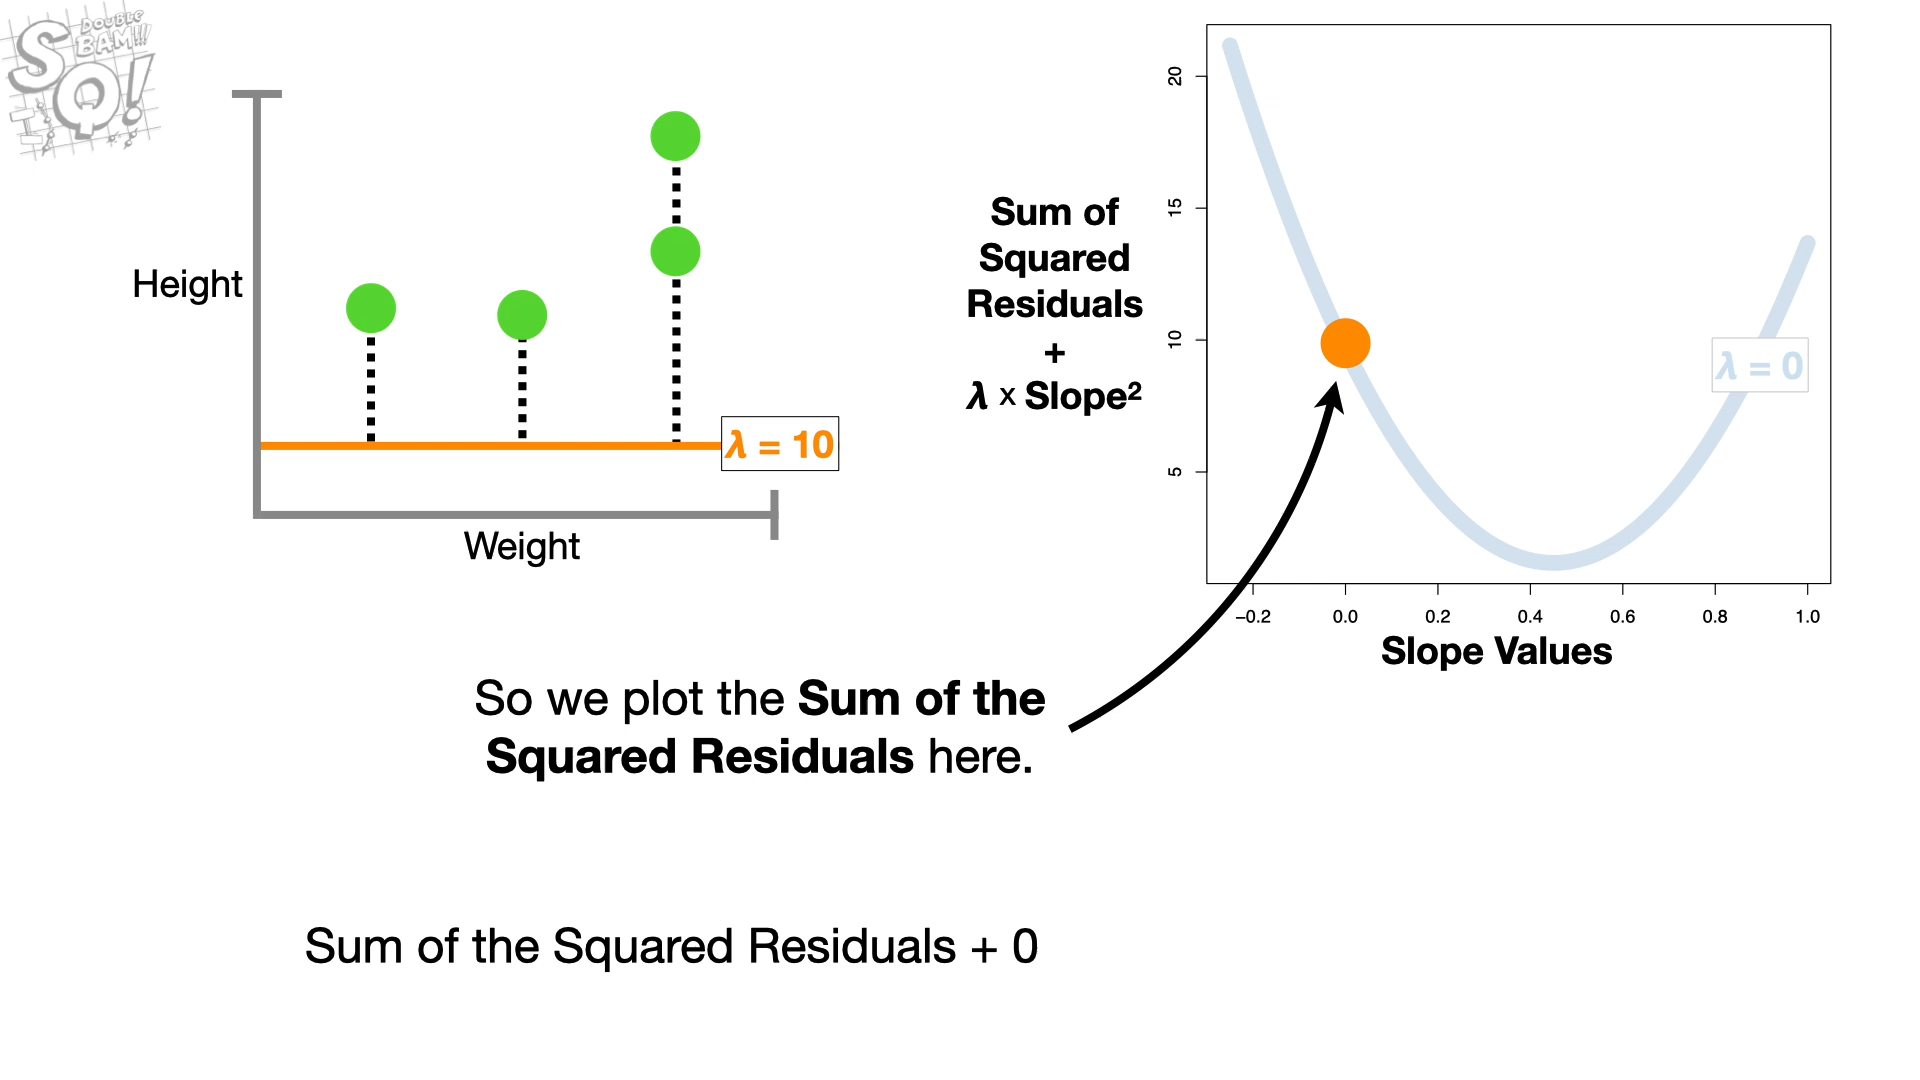 DOUBLE
BAM!!!
SQ!
Height
λ = 10
Weight
Sum of
Squared
Residuals
+
λ x Slope²
20
15
10
5
λ = 0
−0.2 0.0 0.2 0.4 0.6 0.8 1.0
Slope Values
So we plot the Sum of the
Squared Residuals here.
Sum of the Squared Residuals + 0